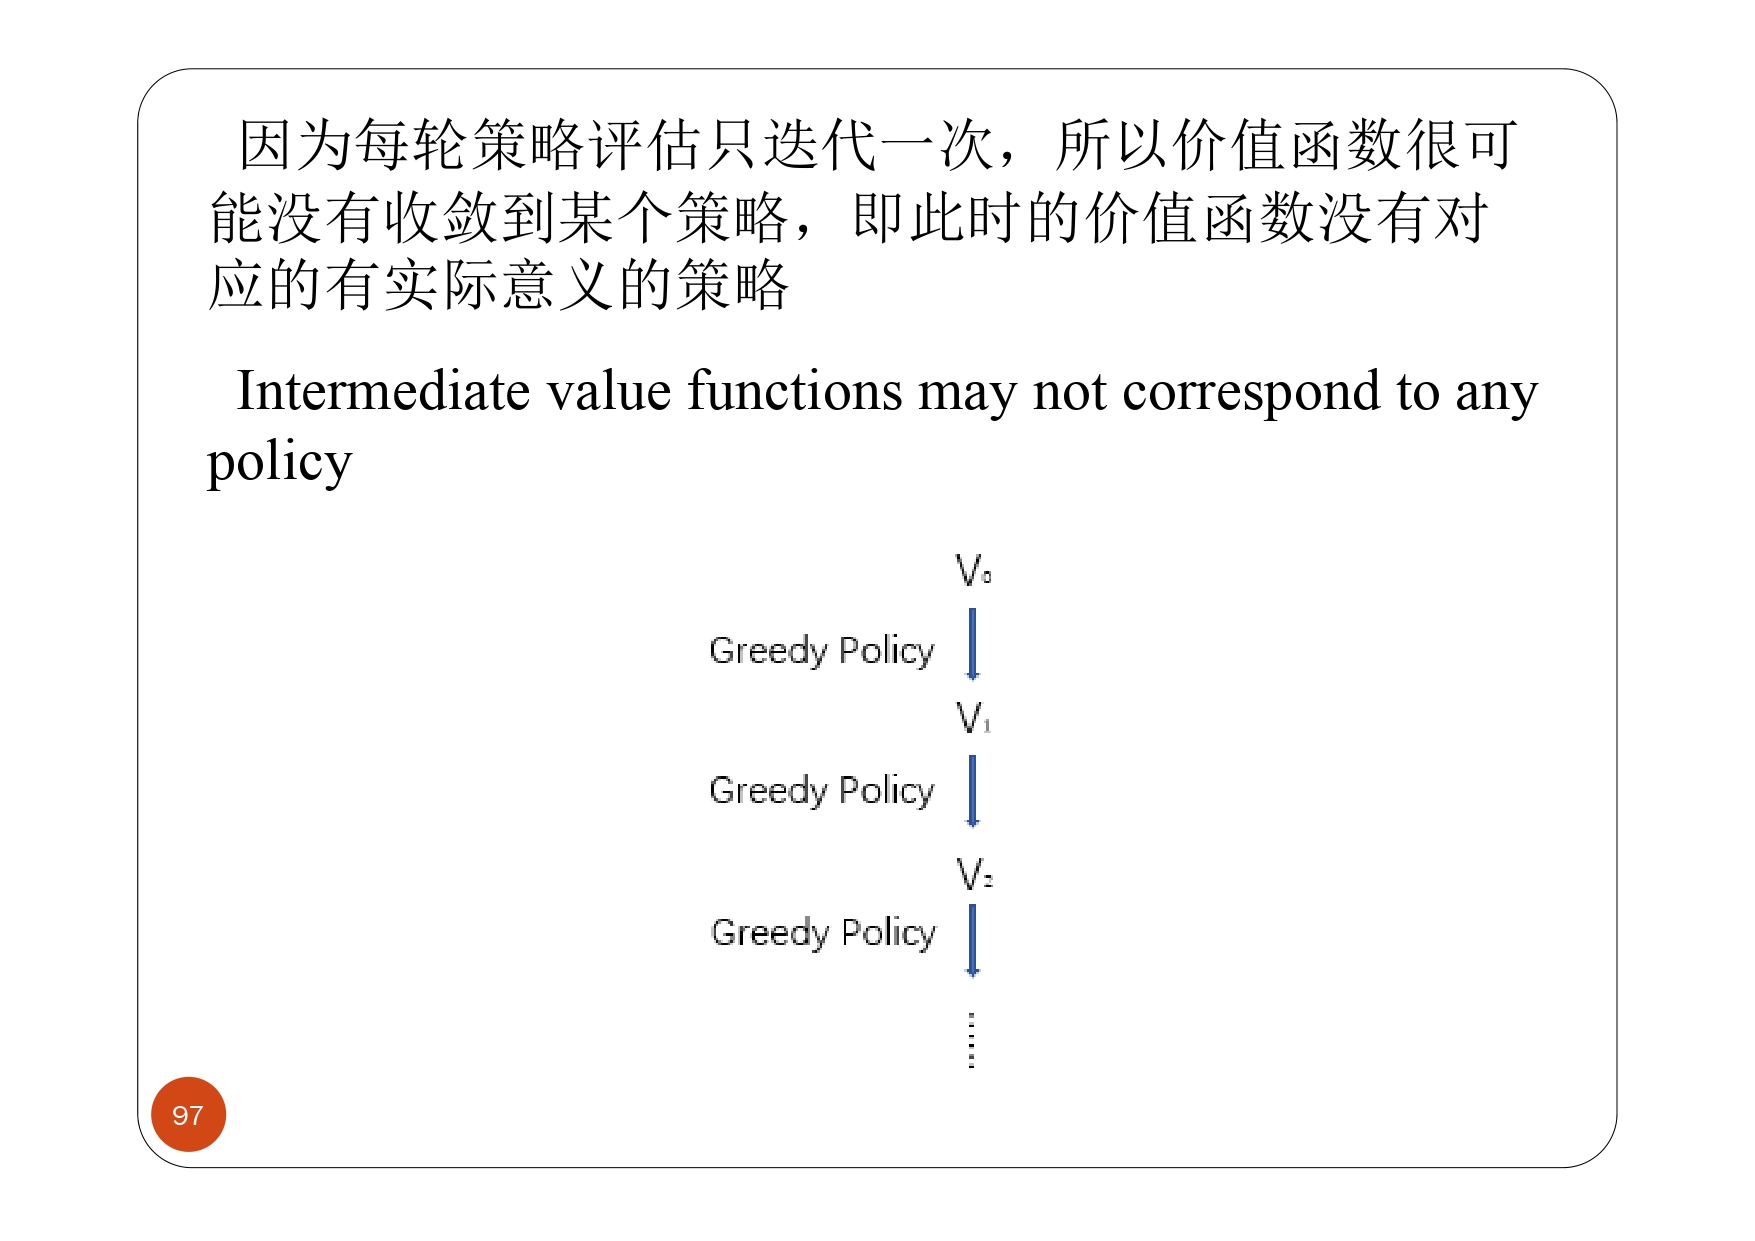 因为每轮策略评估只迭代一次，所以价值函数很可
能没有收敛到某个策略，即此时的价值函数没有对
应的有实际意义的策略
Intermediate value functions may not correspond to any
policy
V₀
Greedy Policy
V₁
Greedy Policy
V₂
Greedy Policy
......
97